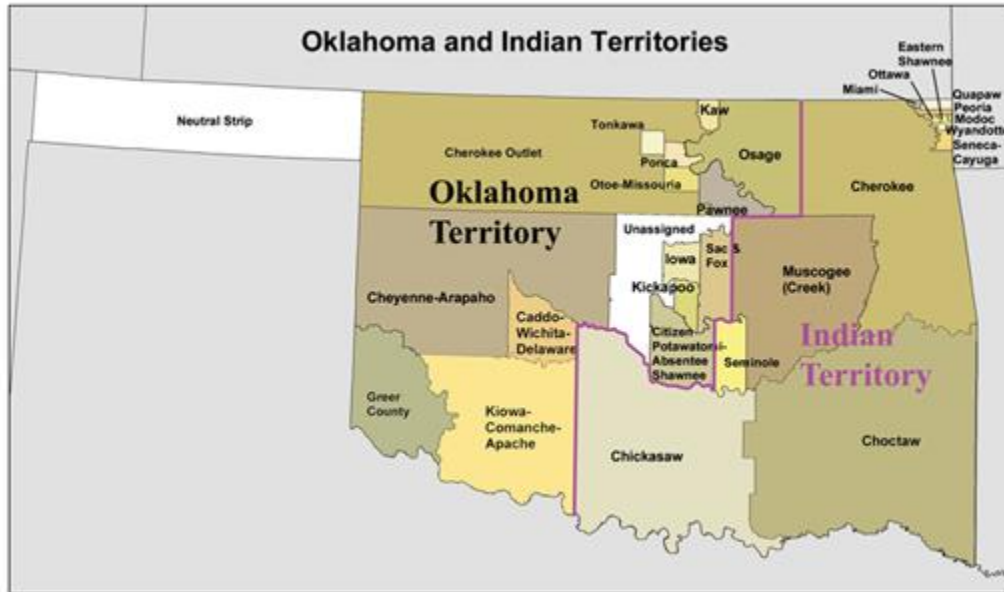 Oklahoma and Indian Territories
Eastern
Shawnee
Ottawa
Miami
Quapaw
Peoria
Modoc
Wyandotte
Seneca-
Cayuga
Neutral Strip
Kaw
Tonkawa
Cherokee Outlet
Ponca
Osage
Otoe-Missouria
Cherokee
Oklahoma
Territory
Pawnee
Unassigned
Sac &
Fox
Iowa
Kickapoo
Muscogee
(Creek)
Cheyenne-Arapaho
Caddo-
Wichita-
Delaware
Citizen-
Potawatomi-
Absentee
Shawnee
Seminole
Indian
Territory
Greer
County
Kiowa-
Comanche-
Apache
Chickasaw
Choctaw